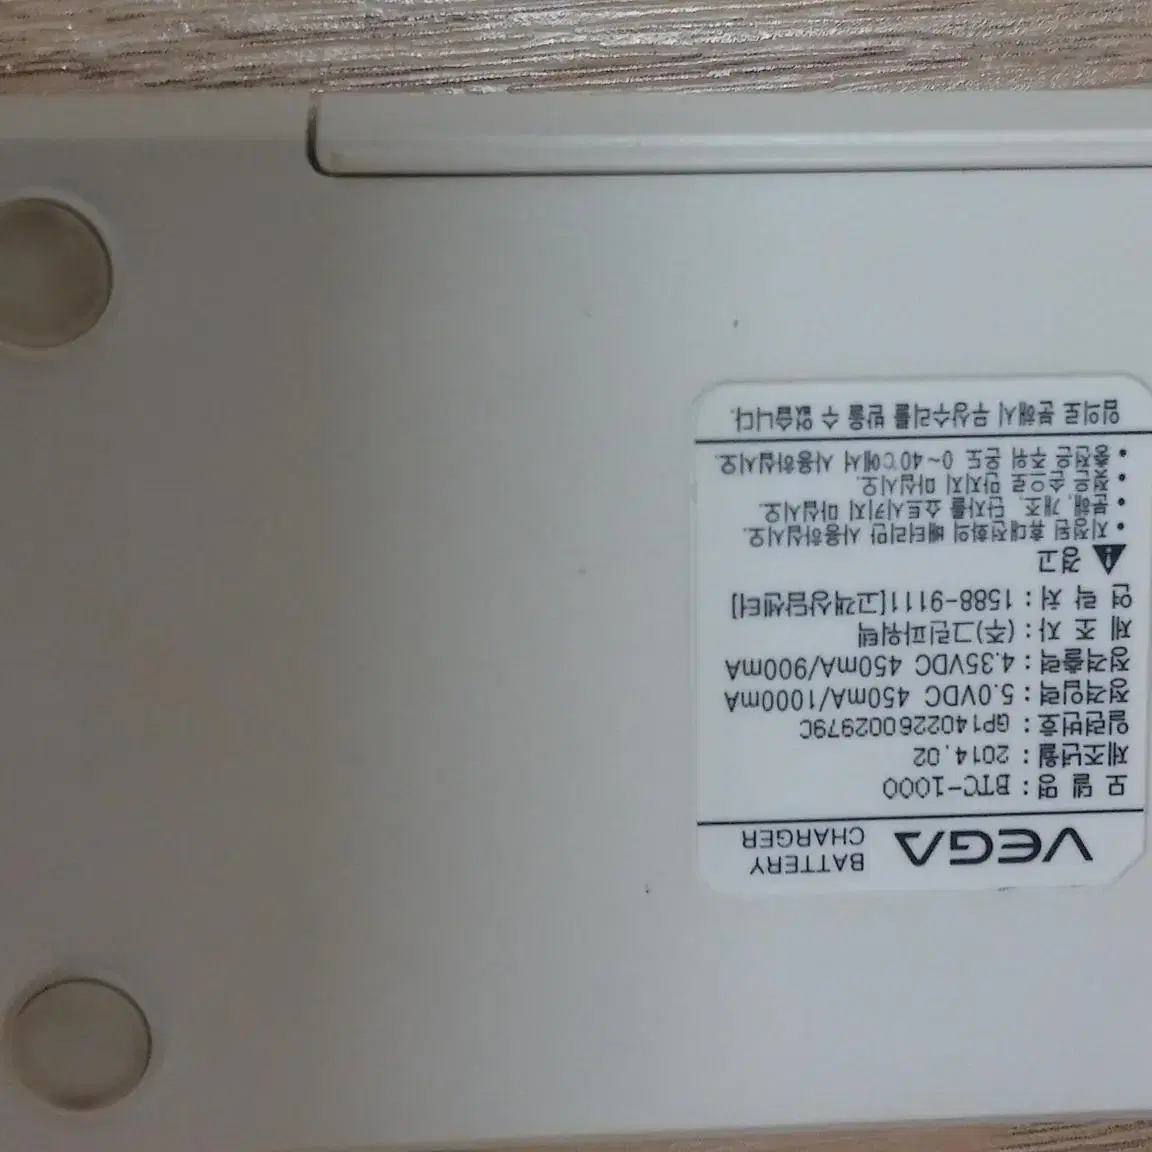 VEGA BATTERY CHARGER
모 델 명 : BTC-1000
제조년월 : 2014.02
일련번호 : GP140226002979C
정격입력 : 5.0VDC 450mA/1000mA
정격출력 : 4.35VDC 450mA/900mA
제 조 자 : (주)그린파워텍
연 락 처 : 1588-9111[고객상담센터]
경고
• 지정된 휴대전화의 배터리만 사용하십시오.
• 분해, 개조, 단자를 쇼트시키지 마십시오.
• 젖은 손으로 만지지 마십시오.
• 충전은 주위 온도 0~40℃에서 사용하십시오.
임의로 분해시 무상수리를 받을 수 없습니다.